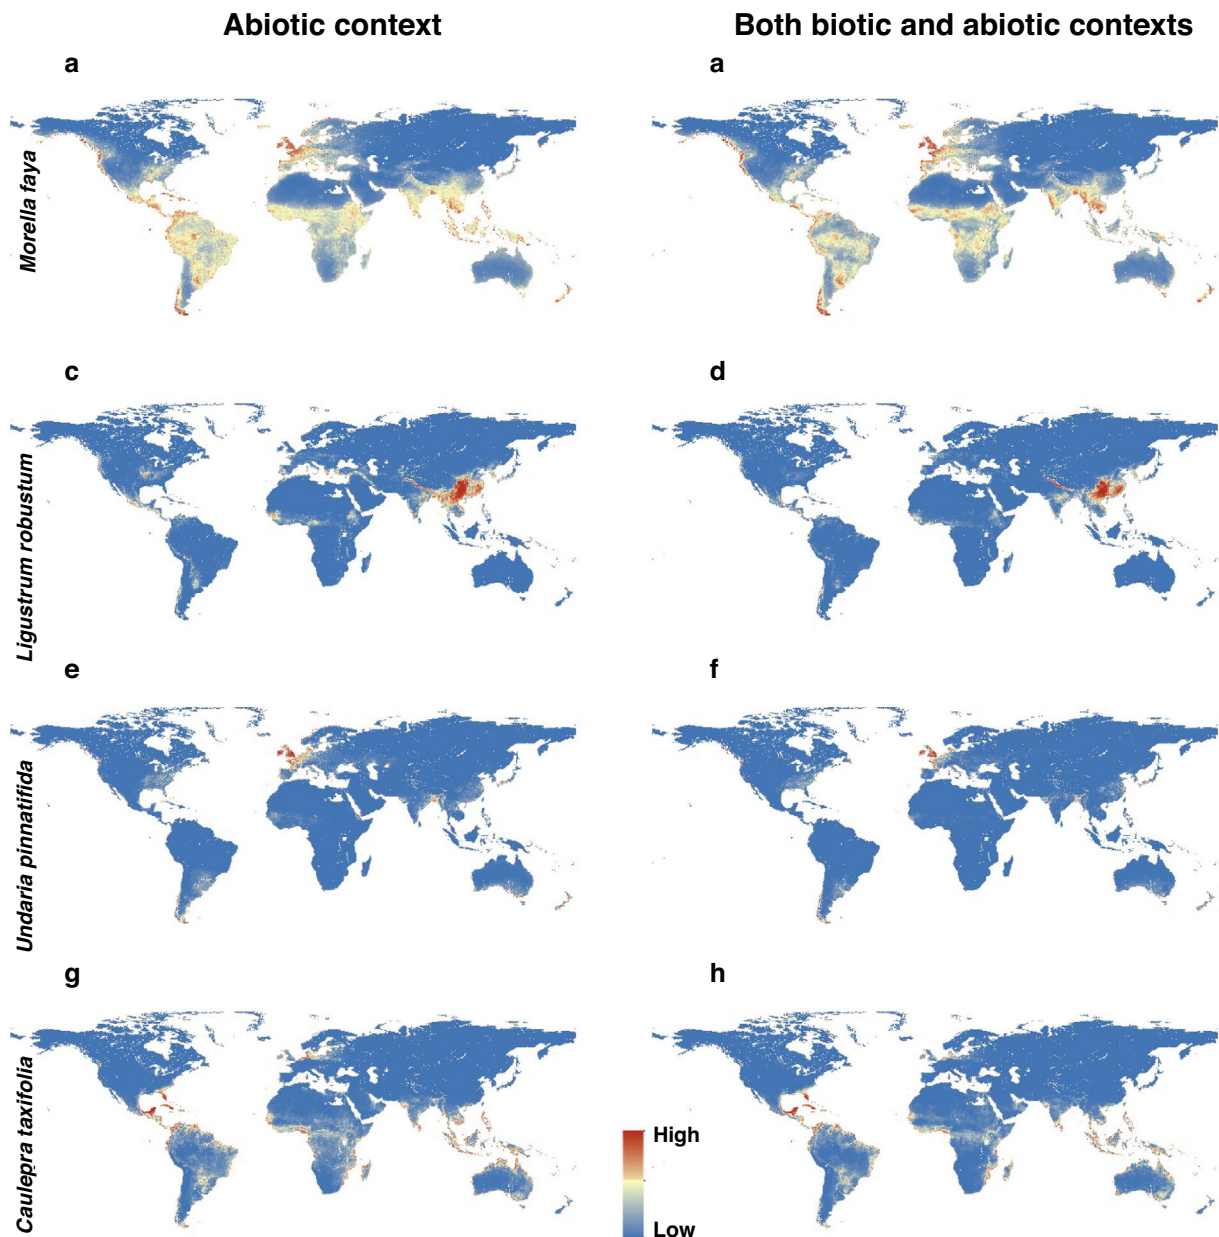 Abiotic context
Both biotic and abiotic contexts
a
a
Morella faya
c
d
Ligustrum robustum
e
f
Undaria pinnatifida
g
h
Caulepra taxifolia
High
Low